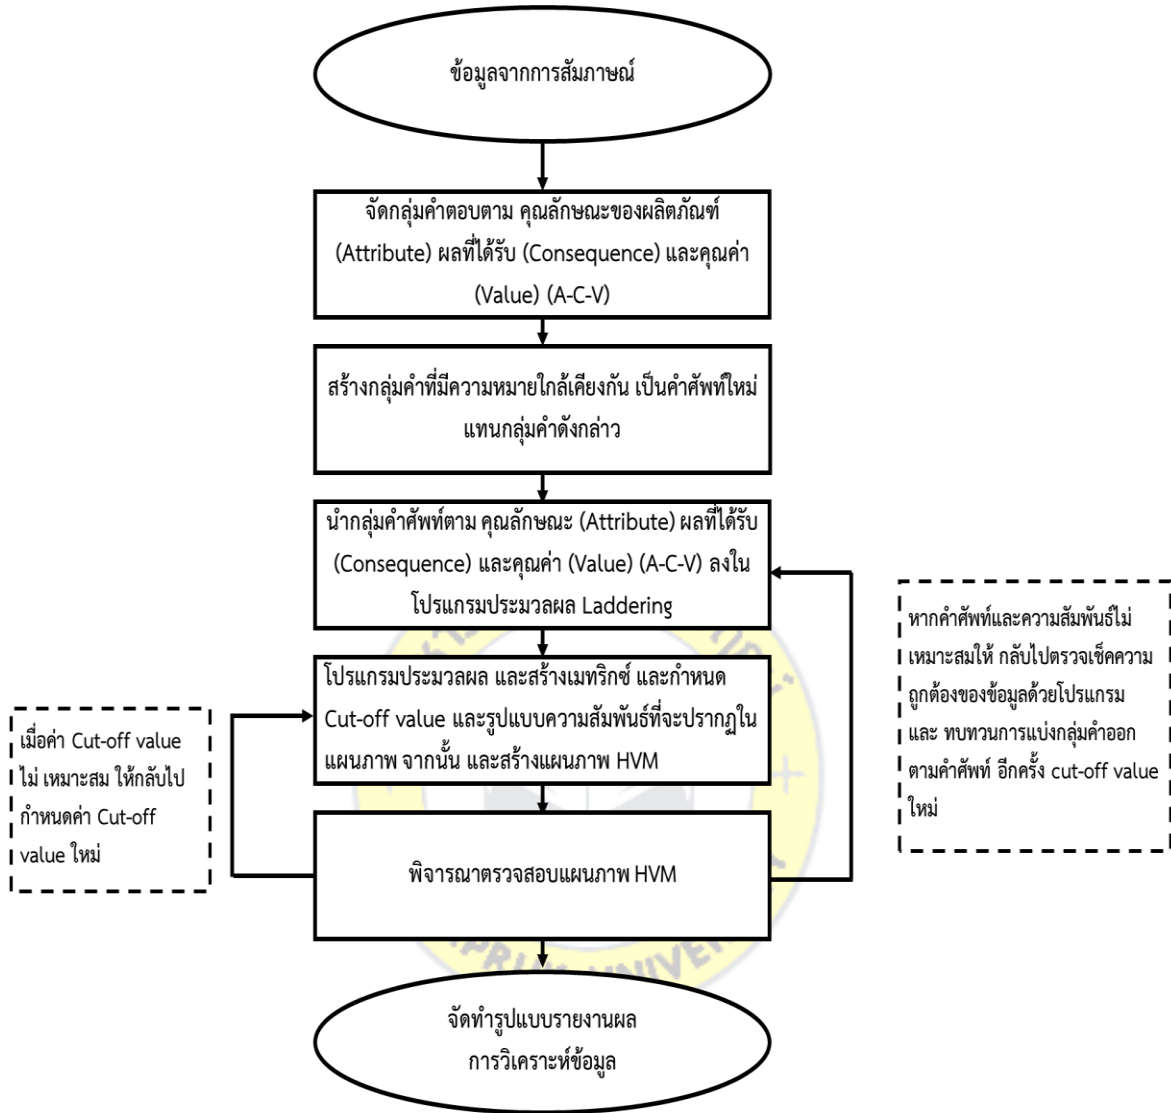 ข้อมูลจากการสัมภาษณ์
จัดกลุ่มคำตอบตาม คุณลักษณะของผลิตภัณฑ์
(Attribute) ผลที่ได้รับ (Consequence) และคุณค่า
(Value) (A-C-V)
สร้างกลุ่มคำที่มีความหมายใกล้เคียงกัน เป็นคำศัพท์ใหม่
แทนกลุ่มคำดังกล่าว
นำกลุ่มคำศัพท์ตาม คุณลักษณะ (Attribute) ผลที่ได้รับ
(Consequence) และคุณค่า (Value) (A-C-V) ลงใน
โปรแกรมประมวลผล Laddering
โปรแกรมประมวลผล และสร้างเมทริกซ์ และกำหนด
Cut-off value และรูปแบบความสัมพันธ์ที่จะปรากฏใน
แผนภาพ จากนั้น และสร้างแผนภาพ HVM
เมื่อค่า Cut-off value
ไม่ เหมาะสม ให้กลับไป
กำหนดค่า Cut-off
value ใหม่
หากคำศัพท์และความสัมพันธ์ไม่
เหมาะสมให้ กลับไปตรวจเช็คความ
ถูกต้องของข้อมูลด้วยโปรแกรม
และ ทบทวนการแบ่งกลุ่มคำออก
ตามคำศัพท์ อีกครั้ง cut-off value
ใหม่
พิจารณาตรวจสอบแผนภาพ HVM
จัดทำรูปแบบรายงานผล
การวิเคราะห์ข้อมูล